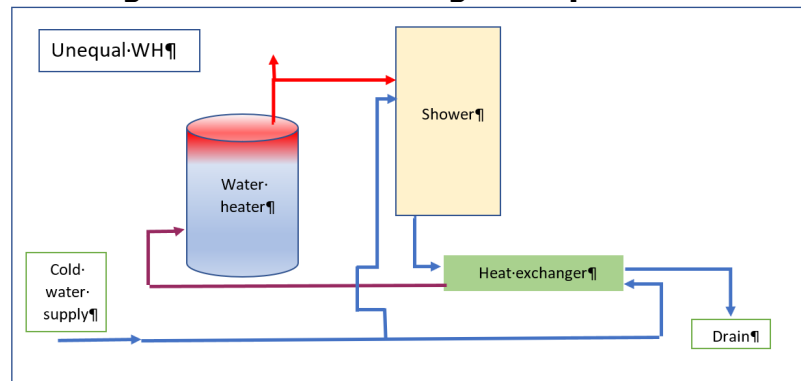 Unequal·WH¶
Shower¶
Water·
heater¶
Cold·
water·
supply¶
Heat·exchanger¶
Drain¶